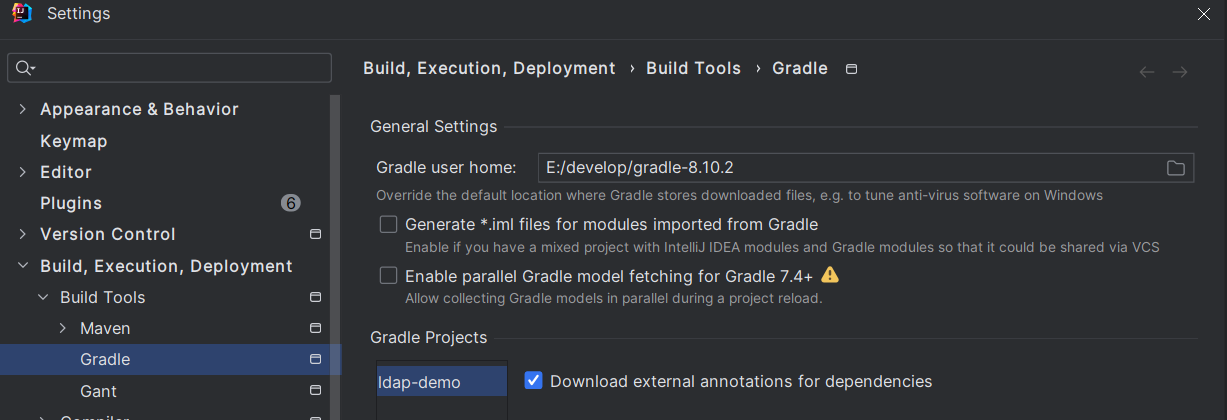 Settings
Build, Execution, Deployment › Build Tools › Gradle
Appearance & Behavior
Keymap
Editor
Plugins 6
Version Control
Build, Execution, Deployment
Build Tools
Maven
Gradle
Gant
Compiler
General Settings
Gradle user home: E:/develop/gradle-8.10.2
Override the default location where Gradle stores downloaded files, e.g. to tune anti-virus software on Windows
Generate *.iml files for modules imported from Gradle
Enable if you have a mixed project with IntelliJ IDEA modules and Gradle modules so that it could be shared via VCS
Enable parallel Gradle model fetching for Gradle 7.4+
Allow collecting Gradle models in parallel during a project reload.
Gradle Projects
ldap-demo
Download external annotations for dependencies